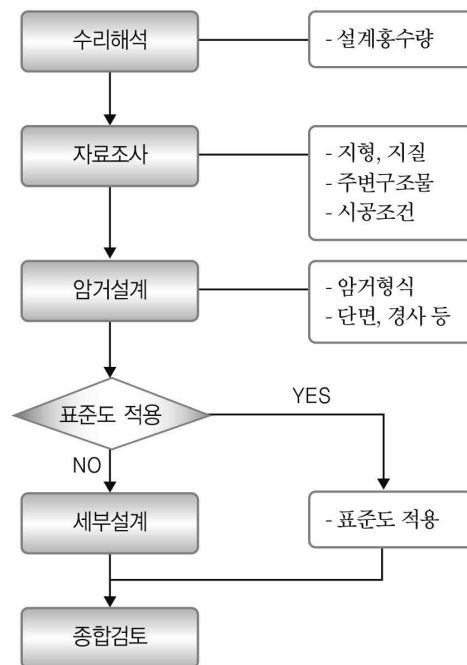 수리해석
- 설계홍수량
자료조사
- 지형, 지질
- 주변구조물
- 시공조건
암거설계
- 암거형식
- 단면, 경사 등
표준도 적용
YES
NO
세부설계
- 표준도 적용
종합검토